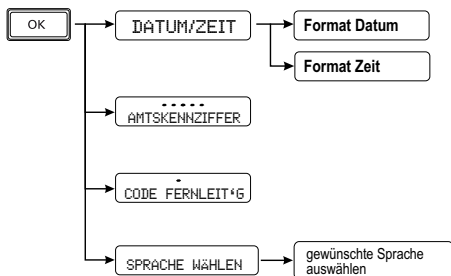 OK
DATUM/ZEIT
Format Datum
Format Zeit
-----
AMTSKENNZIFFER
-
CODE FERNLEIT‘G
SPRACHE WÄHLEN
gewünschte Sprache
auswählen